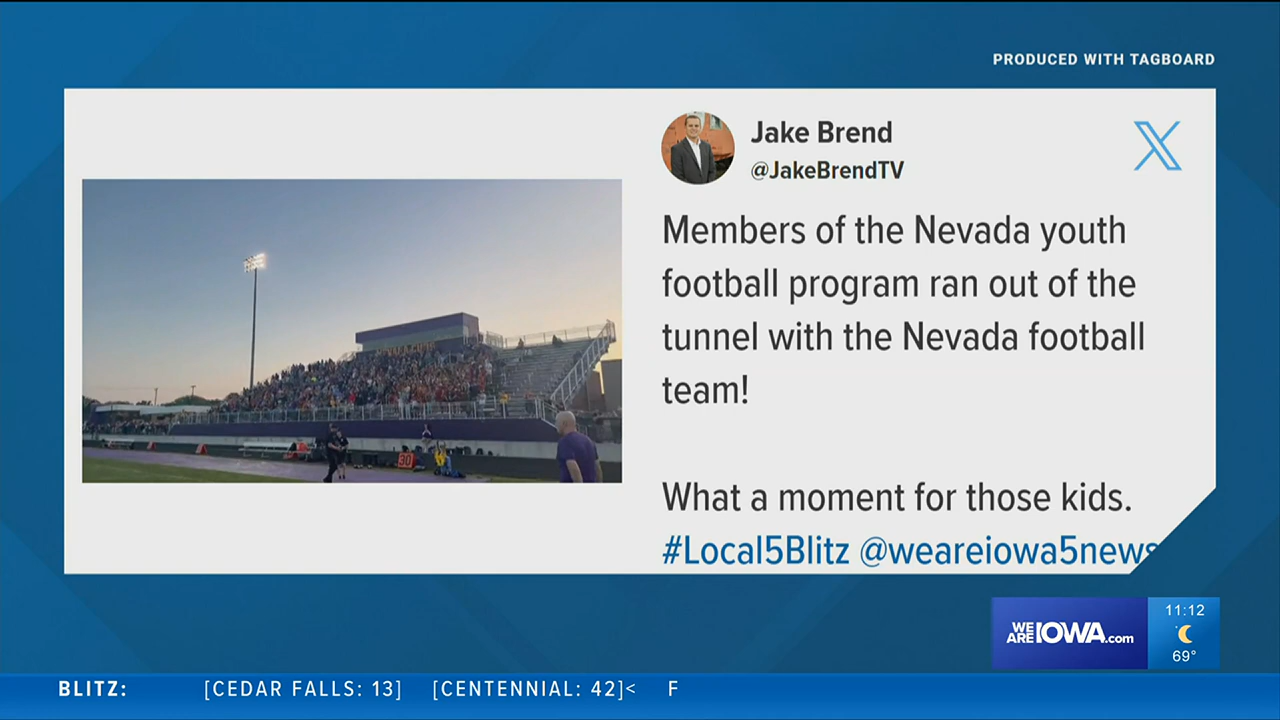 PRODUCED WITH TAGBOARD
Jake Brend
@JakeBrendTV
Members of the Nevada youth
football program ran out of the
tunnel with the Nevada football
team!
What a moment for those kids.
#Local5Blitz @weareiowa5news
30
WE ARE IOWA.com
11:12
69°
BLITZ: [CEDAR FALLS: 13] [CENTENNIAL: 42]< F